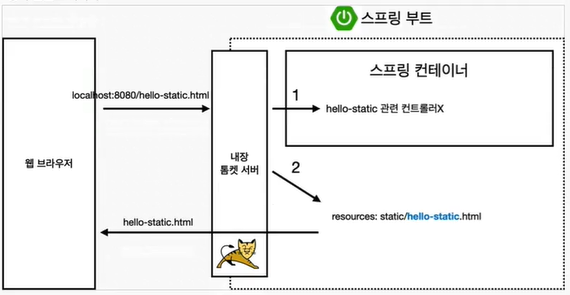 스프링 부트
스프링 컨테이너
localhost:8080/hello-static.html
1
hello-static 관련 컨트롤러X
웹 브라우저
내장
톰켓 서버
2
resources: static/hello-static.html
hello-static.html